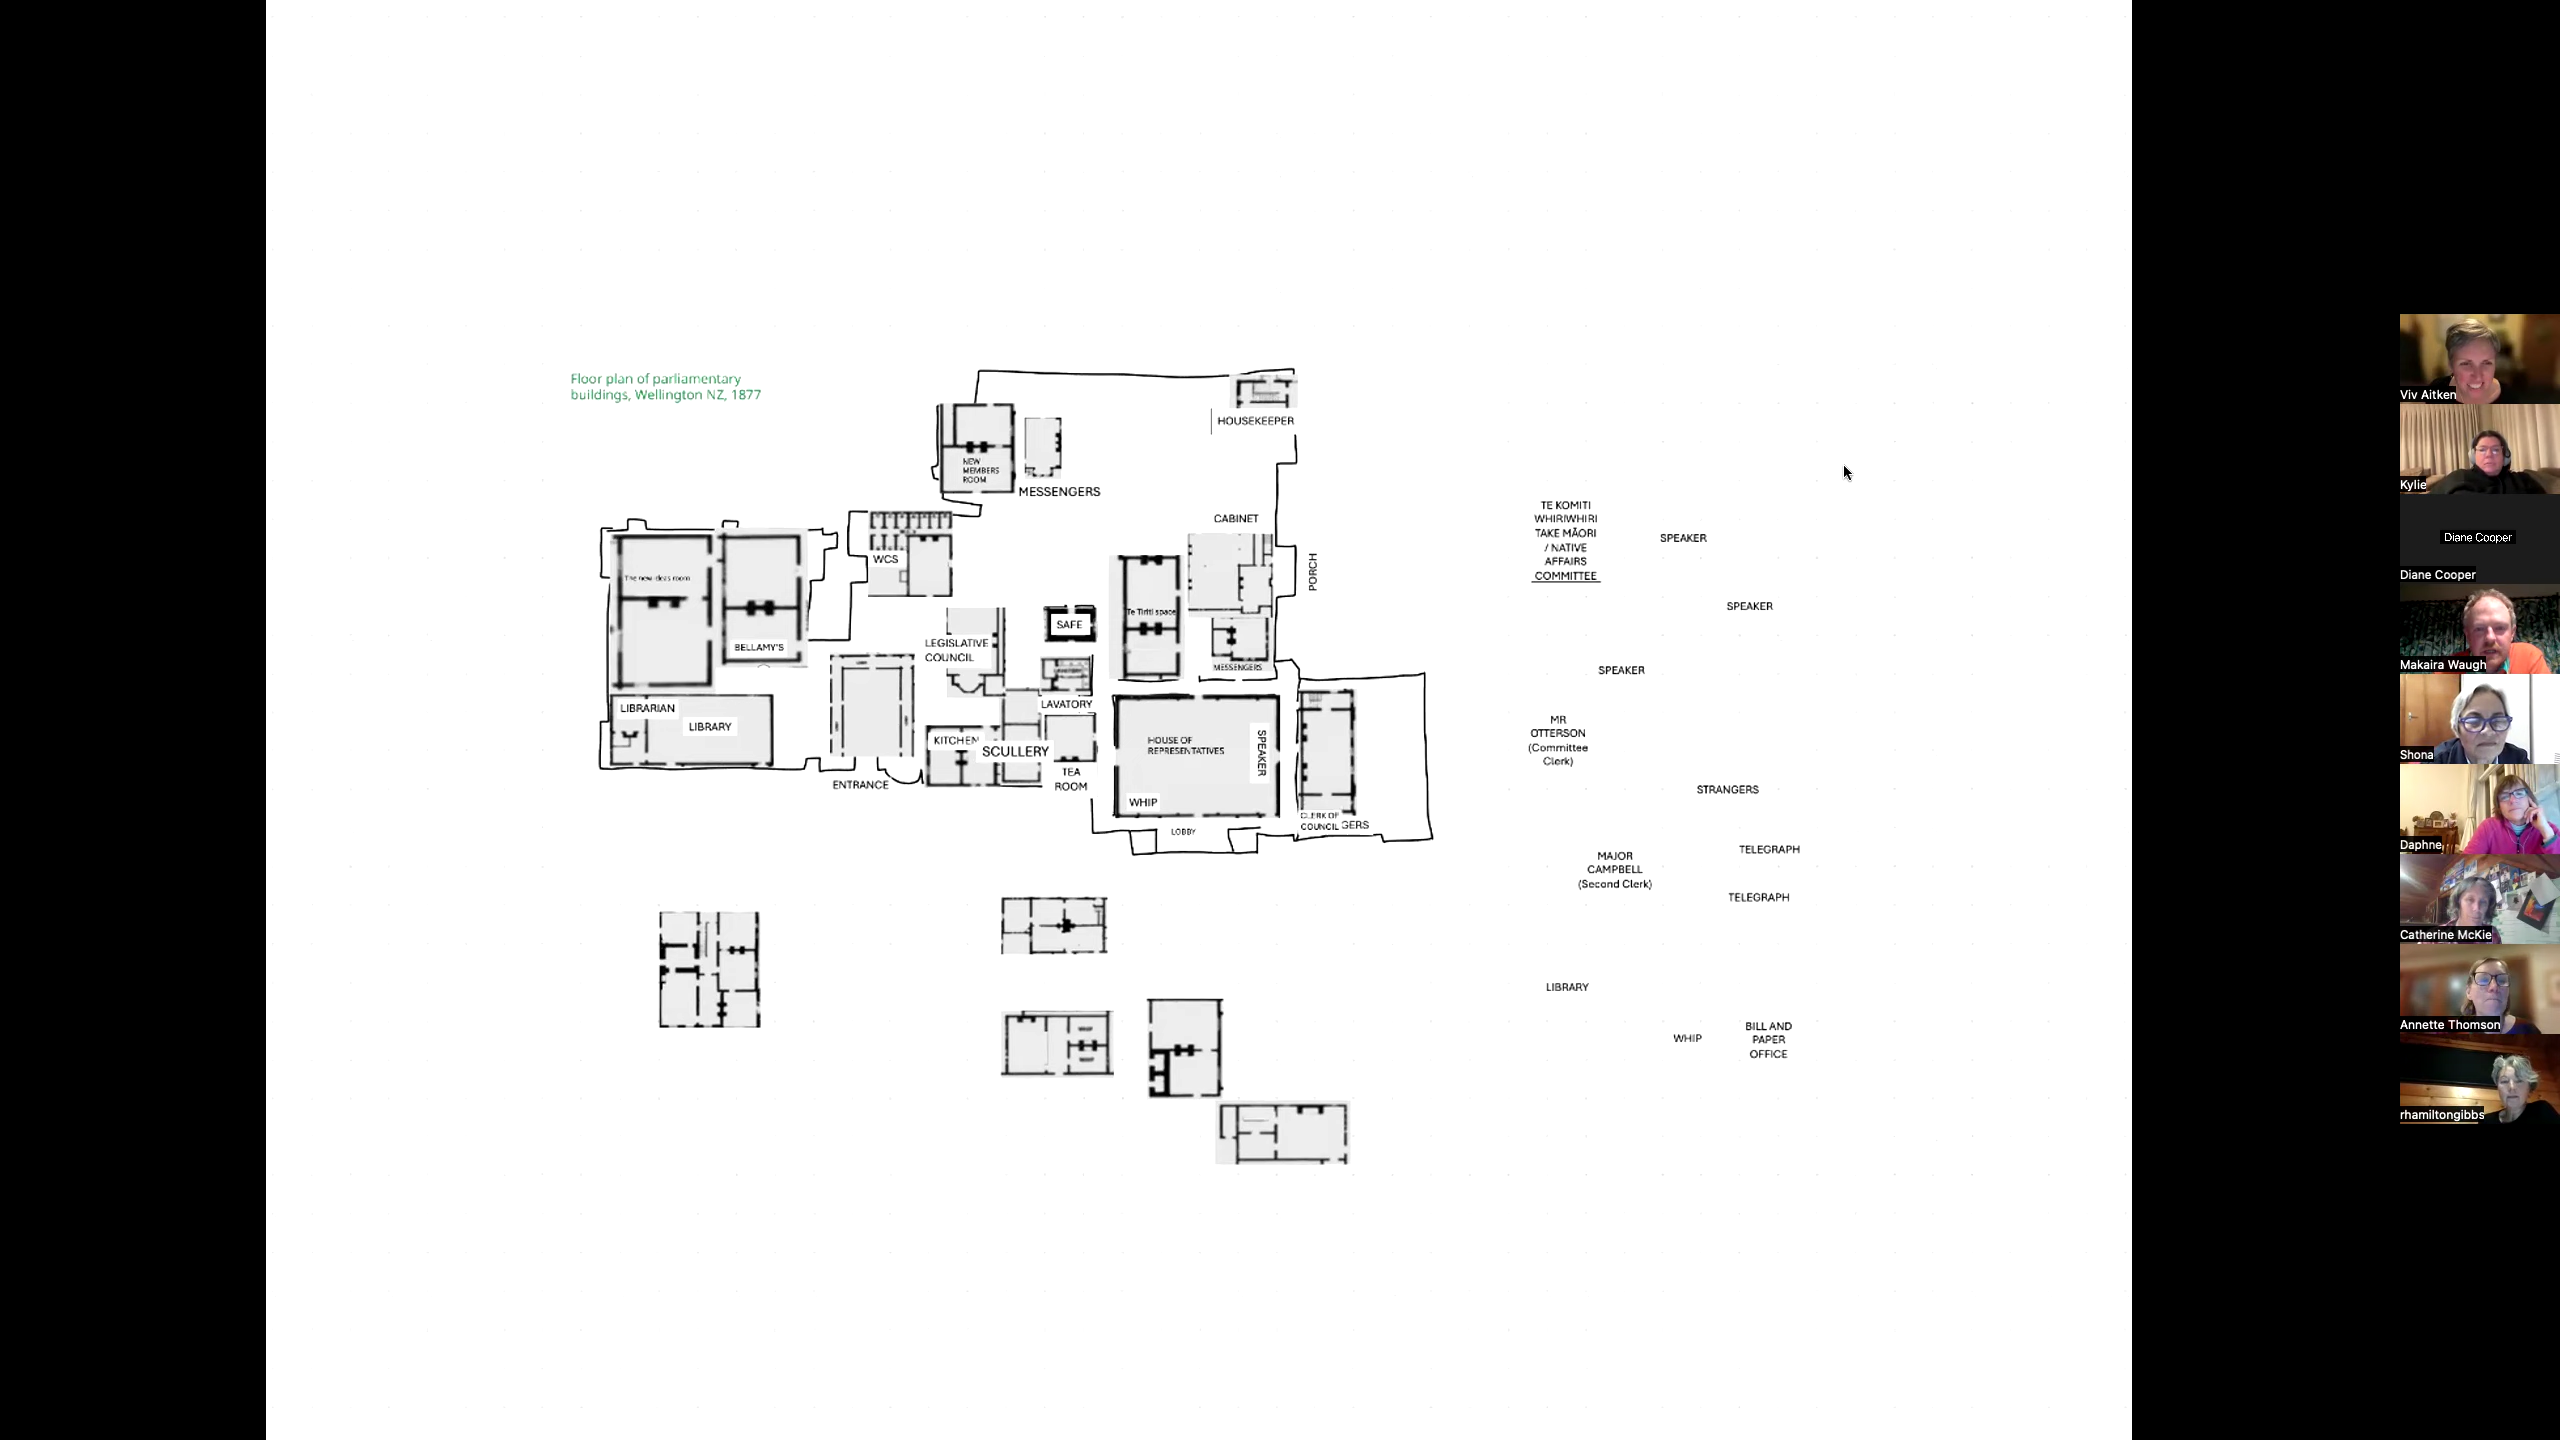 Floor plan of parliamentary
buildings, Wellington NZ, 1877
HOUSEKEEPER
NEW
MEMBERS
ROOM
MESSENGERS
CABINET
WCS
PORCH
The new ideas room
Te Tiriti space
SAFE
BELLAMY'S
LEGISLATIVE
COUNCIL
MESSENGERS
LAVATORY
LIBRARIAN
LIBRARY
KITCHEN
SCULLERY
HOUSE OF
REPRESENTATIVES
SPEAKER
TEA
ROOM
ENTRANCE
WHIP
LOBBY
CLERK OF
COUNCIL
GERS
TE KOMITI
WHIRIWHIRI
TAKE MĀORI
/ NATIVE
AFFAIRS
COMMITTEE
SPEAKER
SPEAKER
SPEAKER
MR
OTTERSON
(Committee
Clerk)
STRANGERS
TELEGRAPH
MAJOR
CAMPBELL
(Second Clerk)
TELEGRAPH
LIBRARY
WHIP
BILL AND
PAPER
OFFICE
Viv Aitken
Kylie
Diane Cooper
Diane Cooper
Makaira Waugh
Shona
Daphne
Catherine McKie
Annette Thomson
rhamiltongibbs